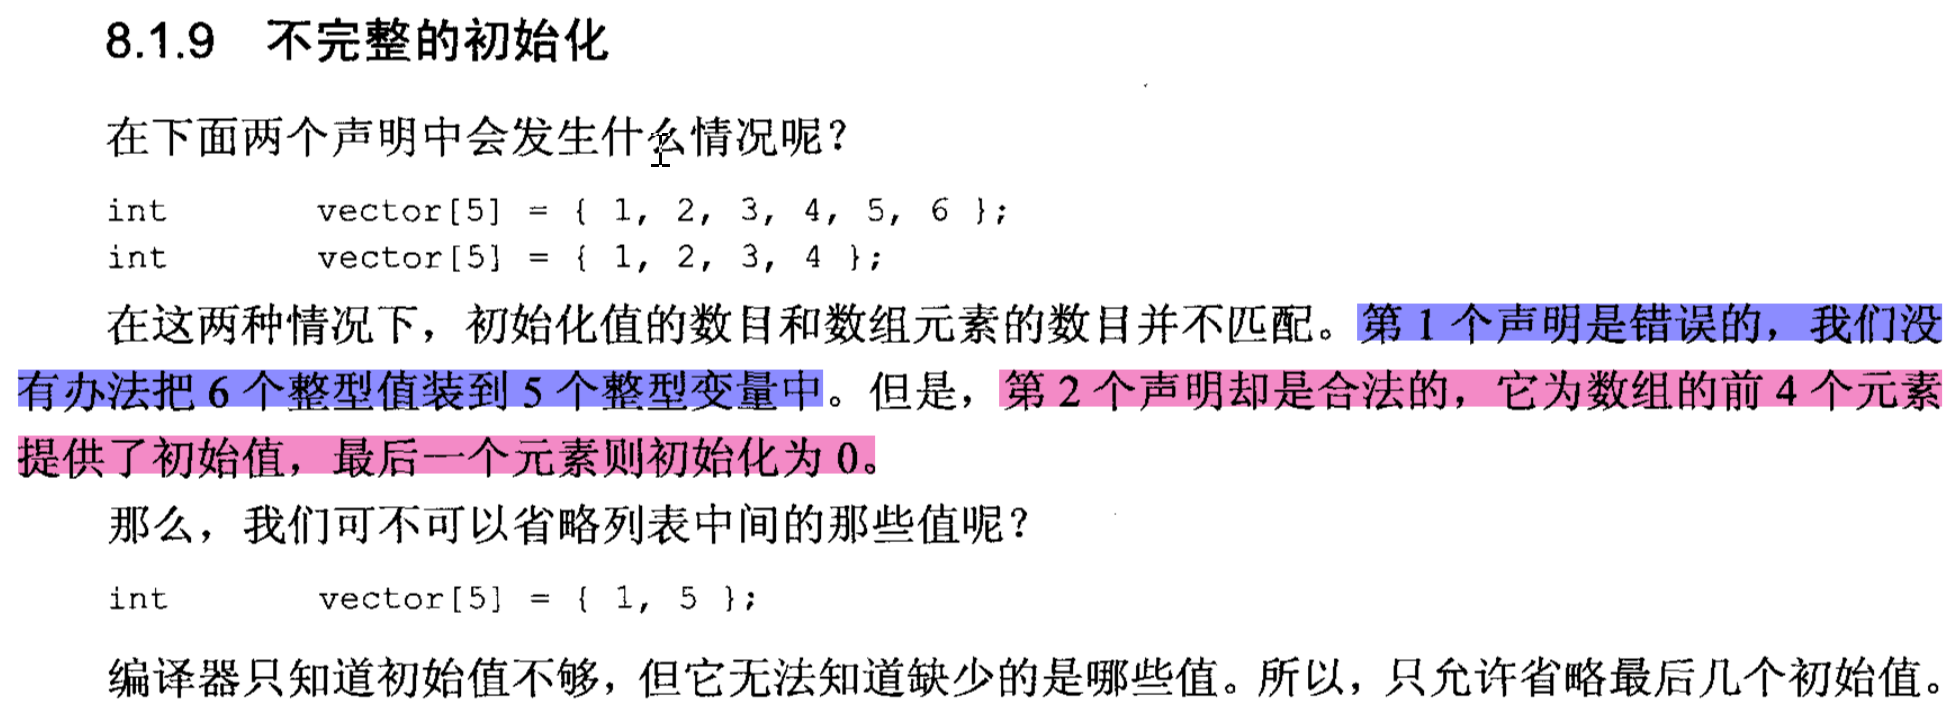 8.1.9 不完整的初始化
在下面两个声明中会发生什么情况呢？
int vector[5] = { 1, 2, 3, 4, 5, 6 };
int vector[5] = { 1, 2, 3, 4 };
在这两种情况下，初始化值的数目和数组元素的数目并不匹配。第 1 个声明是错误的，我们没
有办法把 6 个整型值装到 5 个整型变量中。但是，第 2 个声明却是合法的，它为数组的前 4 个元素
提供了初始值，最后一个元素则初始化为 0。
那么，我们可不可以省略列表中间的那些值呢？
int vector[5] = { 1, 5 };
编译器只知道初始值不够，但它无法知道缺少的是哪些值。所以，只允许省略最后几个初始值。